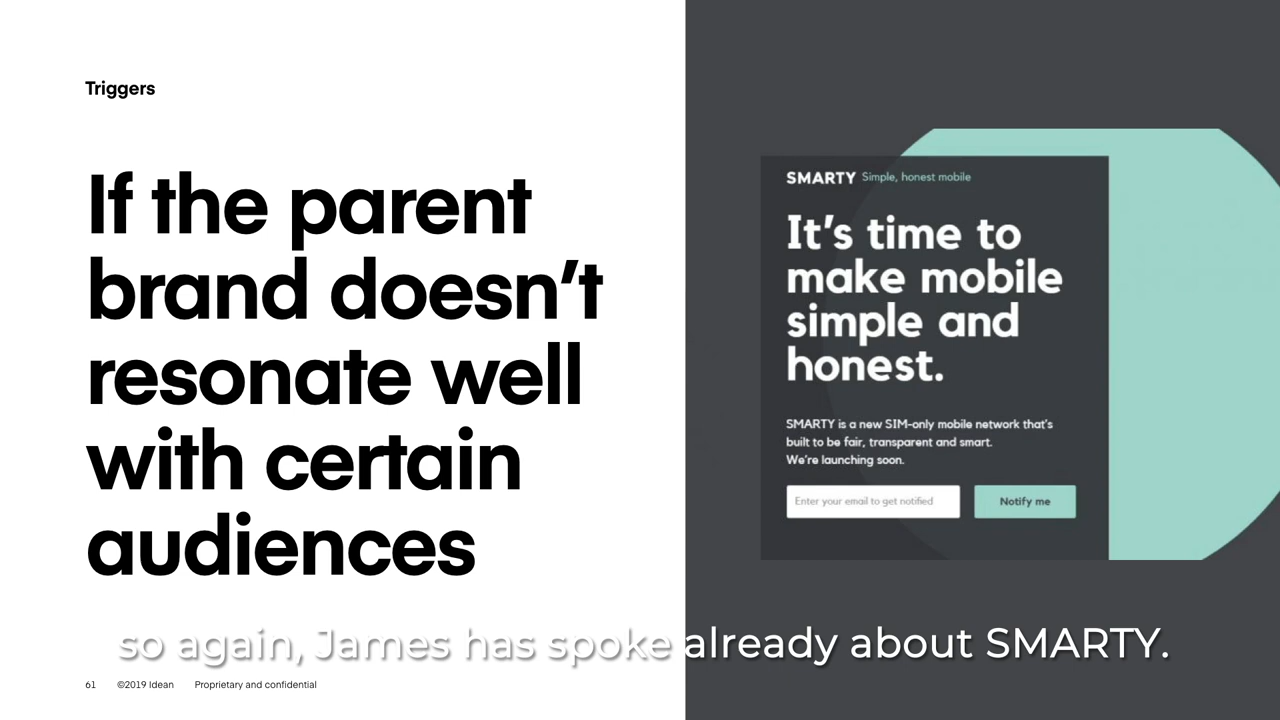 Triggers
If the parent
brand doesn’t
resonate well
with certain
audiences
SMARTY Simple, honest mobile
It’s time to
make mobile
simple and
honest.
SMARTY is a new SIM-only mobile network that’s
built to be fair, transparent and smart.
We’re launching soon.
Enter your email to get notified
Notify me
so again, James has spoke already about SMARTY.
61 ©2019 Idean Proprietary and confidential